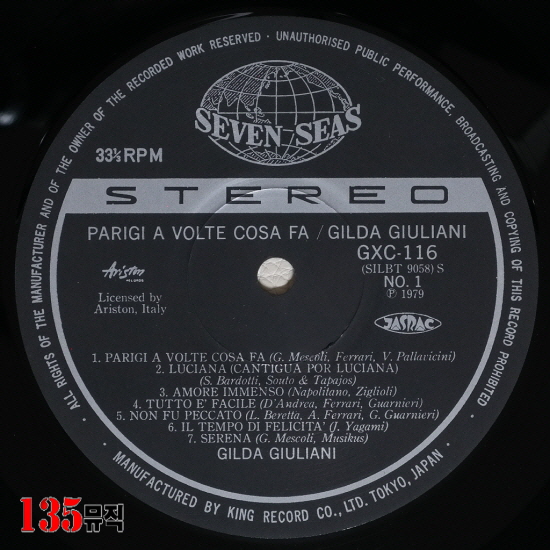 ALL RIGHTS OF THE MANUFACTURER AND OF THE OWNER OF THE RECORDED WORK RESERVED · UNAUTHORISED PUBLIC PERFORMANCE, BROADCASTING AND COPYING OF THIS RECORD PROHIBITED
SEVEN SEAS
33⅓RPM
STEREO
PARIGI A VOLTE COSA FA / GILDA GIULIANI
GXC-116
(SILBT 9058) S
NO. 1
Ⓟ 1979
Ariston
RECORDS
Licensed by
Ariston, Italy
JASRAC
1. PARIGI A VOLTE COSA FA (G. Mescoli, Ferrari, V. Pallavicini)
2. LUCIANA (CANTIGUA POR LUCIANA)
(S. Bardotti, Souto & Tapajos)
3. AMORE IMMENSO (Napolitano, Ziglioli)
4. TUTTO E' FACILE (D'Andrea, Ferrari, Guarnieri)
5. NON FU PECCATO (L. Beretta, A. Ferrari, G. Guarnieri)
6. IL TEMPO DI FELICITA' (J. Yagami)
7. SERENA (G. Mescoli, Musikus)
GILDA GIULIANI
MANUFACTURED BY KING RECORD CO., LTD. TOKYO, JAPAN
135뮤직